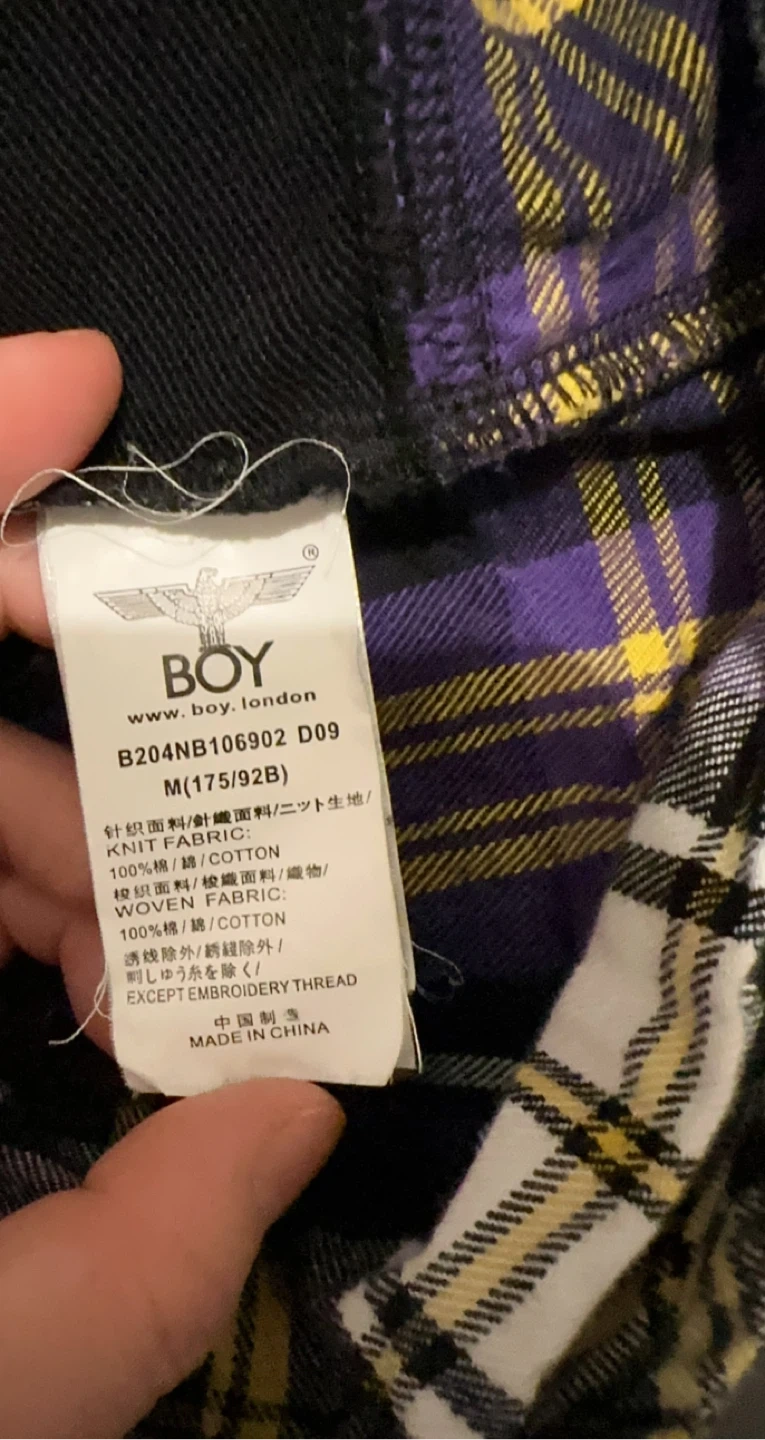 ®
BOY
www.boy.london
B204NB106902 D09
M(175/92B)
针织面料/針織面料/ニット生地/
KNIT FABRIC:
100%棉/綿/COTTON
梭织面料/梭織面料/織物/
WOVEN FABRIC:
100%棉/綿/COTTON
绣线除外/繡縫除外/
刺しゅう糸を除く/
EXCEPT EMBROIDERY THREAD
中国制造
MADE IN CHINA